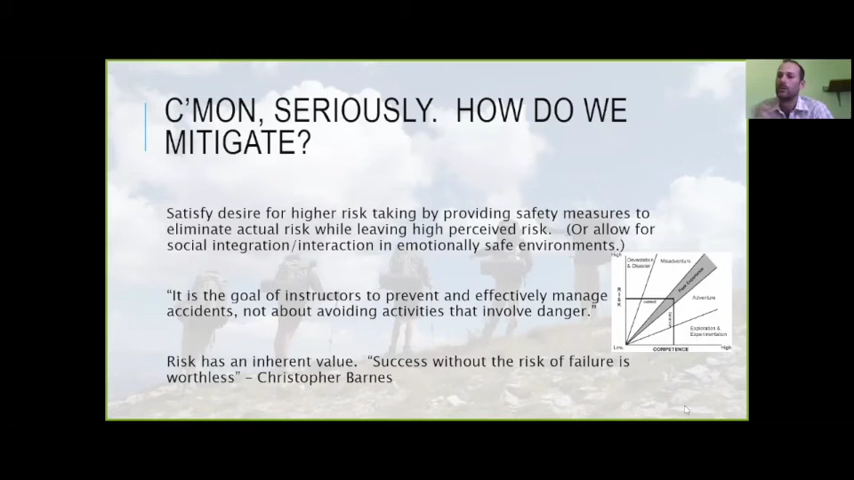 C'MON, SERIOUSLY.  HOW DO WE
MITIGATE?
Satisfy desire for higher risk taking by providing safety measures to
eliminate actual risk while leaving high perceived risk.  (Or allow for
social integration/interaction in emotionally safe environments.)
"It is the goal of instructors to prevent and effectively manage
accidents, not about avoiding activities that involve danger."
Risk has an inherent value.  "Success without the risk of failure is
worthless" – Christopher Barnes
High
Devastation
& Disaster
Misadventure
Peak Experience
RISK
Adventure
Exploration &
Experimentation
Low
COMPETENCE
High